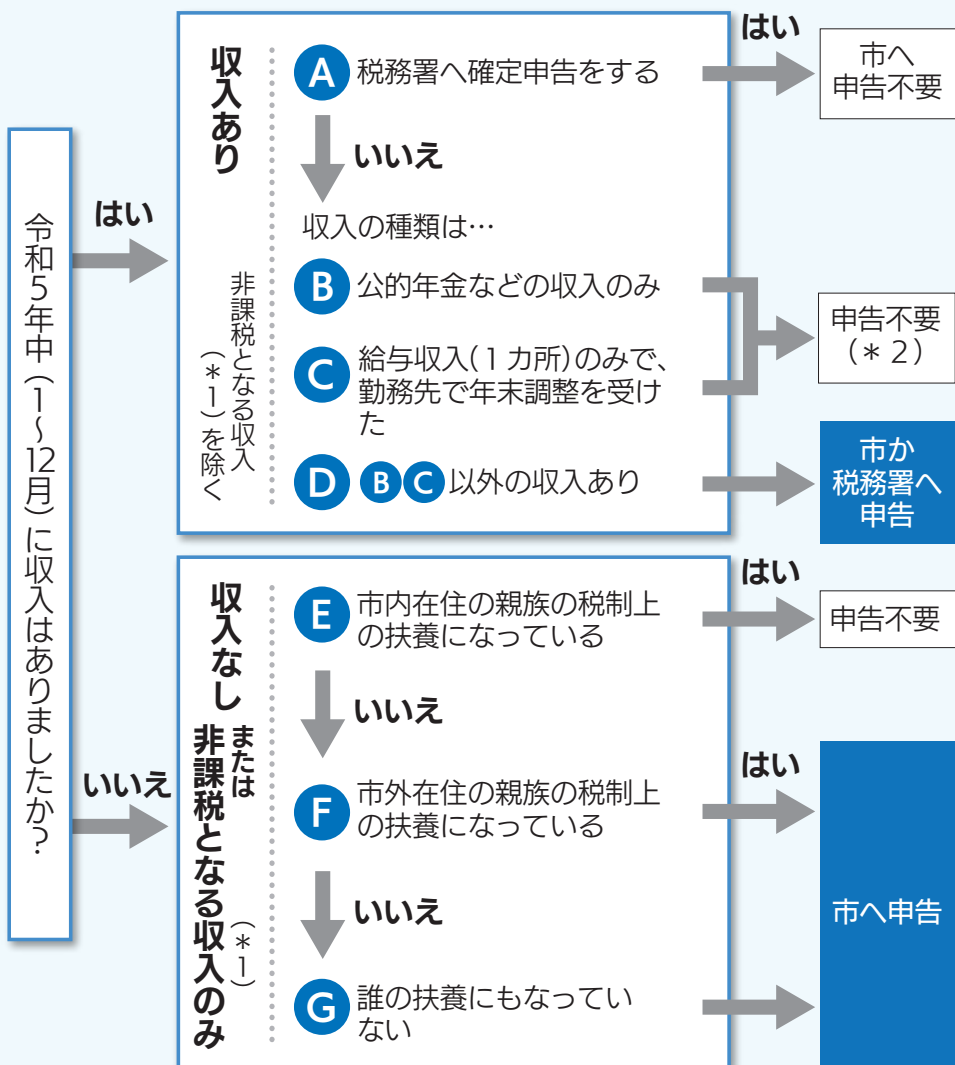 令和5年中（1～12月）に収入はありましたか？
はい
収入あり
非課税となる収入
（＊1）を除く
A 税務署へ確定申告をする
はい
市へ
申告不要
いいえ
収入の種類は…
B 公的年金などの収入のみ
C 給与収入（1カ所）のみで、
勤務先で年末調整を受け
た
申告不要
（＊2）
D B C 以外の収入あり
市か
税務署へ
申告
いいえ
収入なし
または
非課税となる収入のみ
（＊1）
E 市内在住の親族の税制上
の扶養になっている
はい
申告不要
いいえ
F 市外在住の親族の税制上
の扶養になっている
はい
市へ申告
いいえ
G 誰の扶養にもなってい
ない